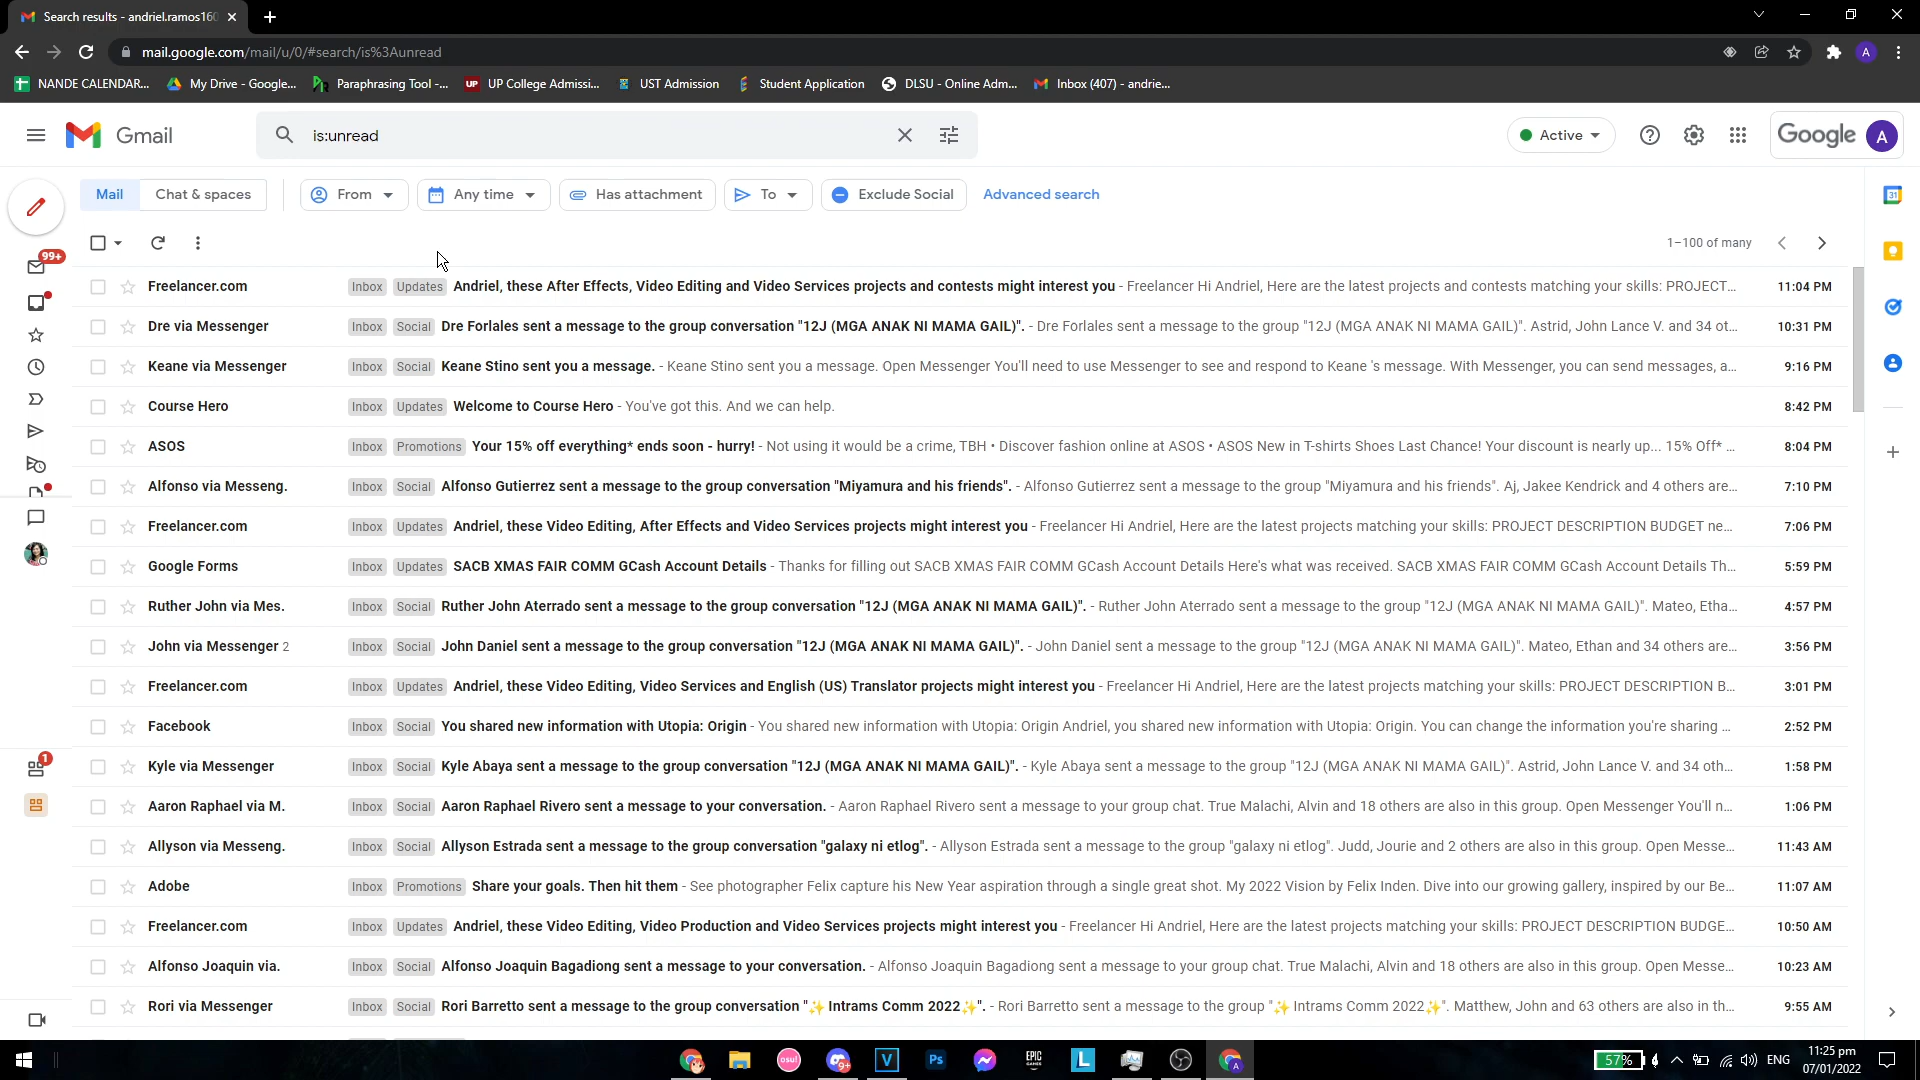 Search results - andriel.ramos160
mail.google.com/mail/u/0/#search/is%3Aunread
NANDE CALENDAR... My Drive - Google... Paraphrasing Tool -... UP UP College Admissi... UST Admission Student Application DLSU - Online Adm... Inbox (407) - andrie...
Gmail is:unread Active Google A
Mail Chat & spaces From Any time Has attachment To Exclude Social Advanced search
1–100 of many
99+
Freelancer.com Inbox Updates Andriel, these After Effects, Video Editing and Video Services projects and contests might interest you - Freelancer Hi Andriel, Here are the latest projects and contests matching your skills: PROJECT... 11:04 PM
Dre via Messenger Inbox Social Dre Forlales sent a message to the group conversation "12J (MGA ANAK NI MAMA GAIL)". - Dre Forlales sent a message to the group "12J (MGA ANAK NI MAMA GAIL)". Astrid, John Lance V. and 34 ot... 10:31 PM
Keane via Messenger Inbox Social Keane Stino sent you a message. - Keane Stino sent you a message. Open Messenger You'll need to use Messenger to see and respond to Keane 's message. With Messenger, you can send messages, a... 9:16 PM
Course Hero Inbox Updates Welcome to Course Hero - You've got this. And we can help. 8:42 PM
ASOS Inbox Promotions Your 15% off everything* ends soon - hurry! - Not using it would be a crime, TBH • Discover fashion online at ASOS • ASOS New in T-shirts Shoes Last Chance! Your discount is nearly up... 15% Off* ... 8:04 PM
Alfonso via Messeng. Inbox Social Alfonso Gutierrez sent a message to the group conversation "Miyamura and his friends". - Alfonso Gutierrez sent a message to the group "Miyamura and his friends". Aj, Jakee Kendrick and 4 others are... 7:10 PM
Freelancer.com Inbox Updates Andriel, these Video Editing, After Effects and Video Services projects might interest you - Freelancer Hi Andriel, Here are the latest projects matching your skills: PROJECT DESCRIPTION BUDGET ne... 7:06 PM
Google Forms Inbox Updates SACB XMAS FAIR COMM GCash Account Details - Thanks for filling out SACB XMAS FAIR COMM GCash Account Details Here's what was received. SACB XMAS FAIR COMM GCash Account Details Th... 5:59 PM
Ruther John via Mes. Inbox Social Ruther John Aterrado sent a message to the group conversation "12J (MGA ANAK NI MAMA GAIL)". - Ruther John Aterrado sent a message to the group "12J (MGA ANAK NI MAMA GAIL)". Mateo, Etha... 4:57 PM
John via Messenger 2 Inbox Social John Daniel sent a message to the group conversation "12J (MGA ANAK NI MAMA GAIL)". - John Daniel sent a message to the group "12J (MGA ANAK NI MAMA GAIL)". Mateo, Ethan and 34 others are... 3:56 PM
Freelancer.com Inbox Updates Andriel, these Video Editing, Video Services and English (US) Translator projects might interest you - Freelancer Hi Andriel, Here are the latest projects matching your skills: PROJECT DESCRIPTION B... 3:01 PM
Facebook Inbox Social You shared new information with Utopia: Origin - You shared new information with Utopia: Origin Andriel, you shared new information with Utopia: Origin. You can change the information you're sharing ... 2:52 PM
1
Kyle via Messenger Inbox Social Kyle Abaya sent a message to the group conversation "12J (MGA ANAK NI MAMA GAIL)". - Kyle Abaya sent a message to the group "12J (MGA ANAK NI MAMA GAIL)". Astrid, John Lance V. and 34 oth... 1:58 PM
Aaron Raphael via M. Inbox Social Aaron Raphael Rivero sent a message to your conversation. - Aaron Raphael Rivero sent a message to your group chat. True Malachi, Alvin and 18 others are also in this group. Open Messenger You'll n... 1:06 PM
Allyson via Messeng. Inbox Social Allyson Estrada sent a message to the group conversation "galaxy ni etlog". - Allyson Estrada sent a message to the group "galaxy ni etlog". Judd, Jourie and 2 others are also in this group. Open Messe... 11:43 AM
Adobe Inbox Promotions Share your goals. Then hit them - See photographer Felix capture his New Year aspiration through a single great shot. My 2022 Vision by Felix Inden. Dive into our growing gallery, inspired by our Be... 11:07 AM
Freelancer.com Inbox Updates Andriel, these Video Editing, Video Production and Video Services projects might interest you - Freelancer Hi Andriel, Here are the latest projects matching your skills: PROJECT DESCRIPTION BUDGE... 10:50 AM
Alfonso Joaquin via. Inbox Social Alfonso Joaquin Bagadiong sent a message to your conversation. - Alfonso Joaquin Bagadiong sent a message to your group chat. True Malachi, Alvin and 18 others are also in this group. Open Messe... 10:23 AM
Rori via Messenger Inbox Social Rori Barretto sent a message to the group conversation "✨ Intrams Comm 2022✨". - Rori Barretto sent a message to the group "✨ Intrams Comm 2022✨". Matthew, John and 63 others are also in th... 9:55 AM
osu! V Ps EPIC GAMES L 57% ENG 11:25 pm
07/01/2022